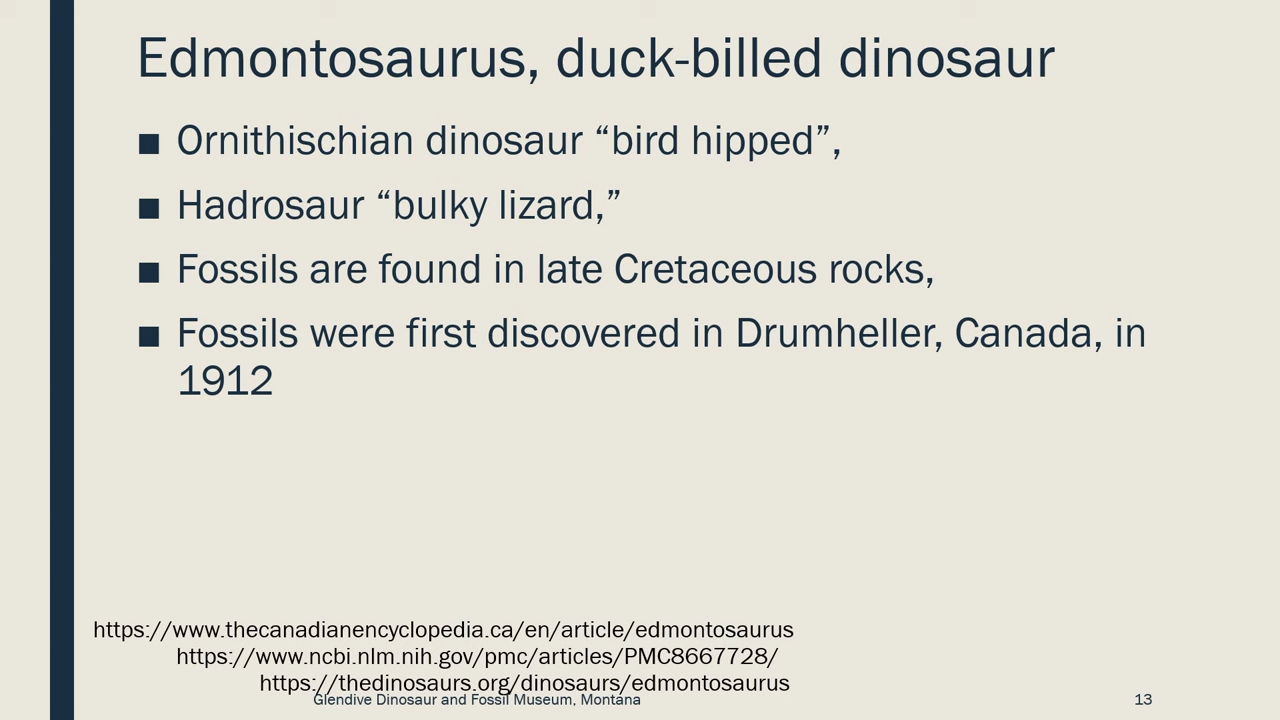 Edmontosaurus, duck-billed dinosaur
■ Ornithischian dinosaur “bird hipped”,
■ Hadrosaur “bulky lizard,”
■ Fossils are found in late Cretaceous rocks,
■ Fossils were first discovered in Drumheller, Canada, in
1912
https://www.thecanadianencyclopedia.ca/en/article/edmontosaurus
https://www.ncbi.nlm.nih.gov/pmc/articles/PMC8667728/
https://thedinosaurs.org/dinosaurs/edmontosaurus
Glendive Dinosaur and Fossil Museum, Montana
13